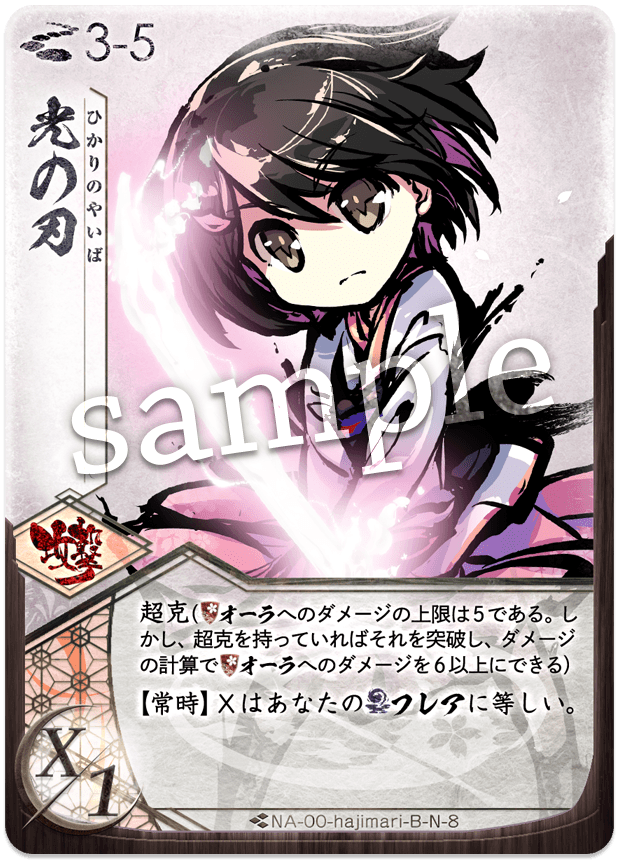 3-5
光の刃
ひかりのやいば
sample
攻撃
超克(オーラへのダメージの上限は5である。し
かし、超克を持っていればそれを突破し、ダメージ
の計算でオーラへのダメージを6以上にできる)
【常時】Xはあなたのフレアに等しい。
X/1
NA-00-hajimari-B-N-8